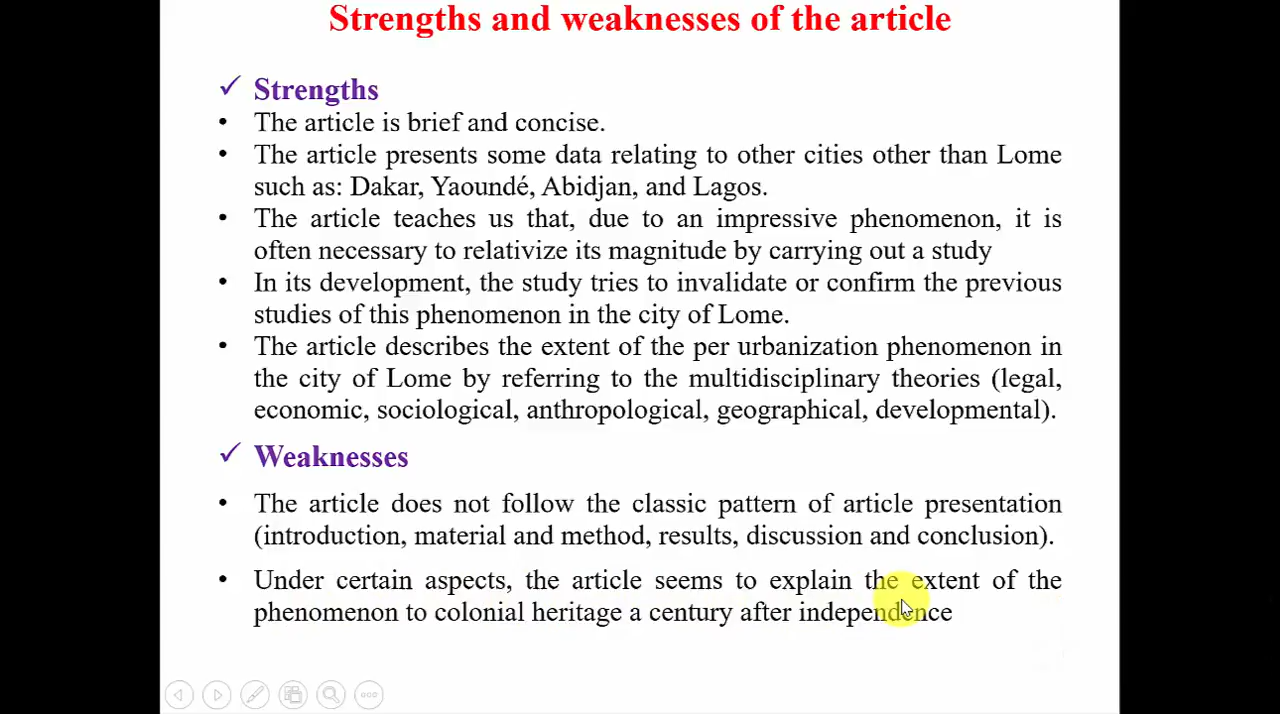 Strengths and weaknesses of the article
✓ Strengths
• The article is brief and concise.
• The article presents some data relating to other cities other than Lome
such as: Dakar, Yaoundé, Abidjan, and Lagos.
• The article teaches us that, due to an impressive phenomenon, it is
often necessary to relativize its magnitude by carrying out a study
• In its development, the study tries to invalidate or confirm the previous
studies of this phenomenon in the city of Lome.
• The article describes the extent of the per urbanization phenomenon in
the city of Lome by referring to the multidisciplinary theories (legal,
economic, sociological, anthropological, geographical, developmental).
✓ Weaknesses
• The article does not follow the classic pattern of article presentation
(introduction, material and method, results, discussion and conclusion).
• Under certain aspects, the article seems to explain the extent of the
phenomenon to colonial heritage a century after independence